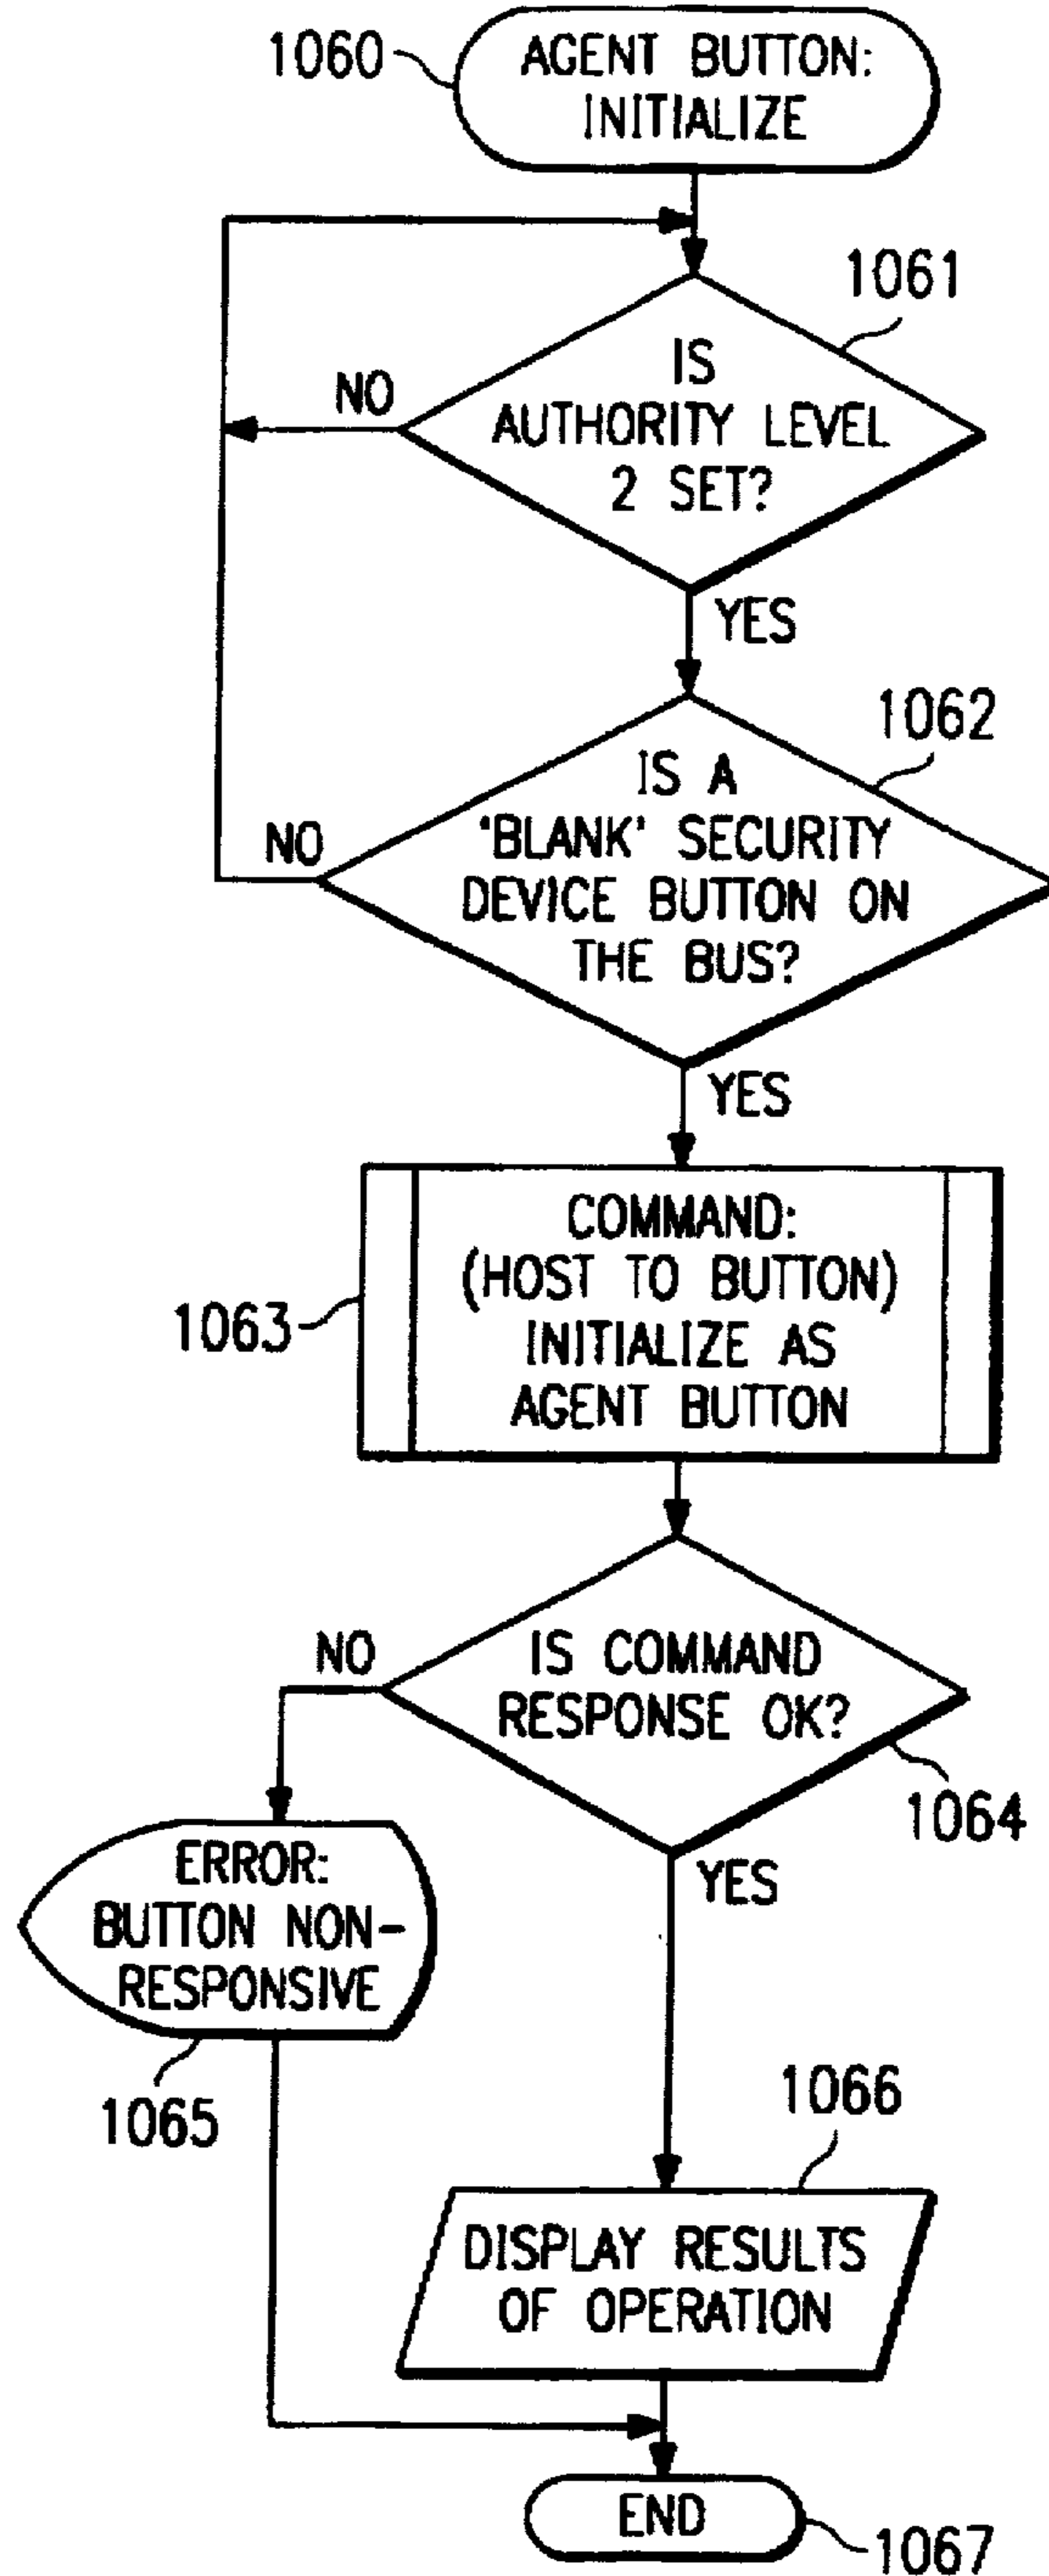 1060
AGENT BUTTON:
INITIALIZE
1061
IS
AUTHORITY LEVEL
2 SET?
NO
YES
1062
IS A
'BLANK' SECURITY
DEVICE BUTTON ON
THE BUS?
NO
YES
1063
COMMAND:
(HOST TO BUTTON)
INITIALIZE AS
AGENT BUTTON
NO
IS COMMAND
RESPONSE OK?
1064
YES
ERROR:
BUTTON NON-
RESPONSIVE
1065
1066
DISPLAY RESULTS
OF OPERATION
END
1067